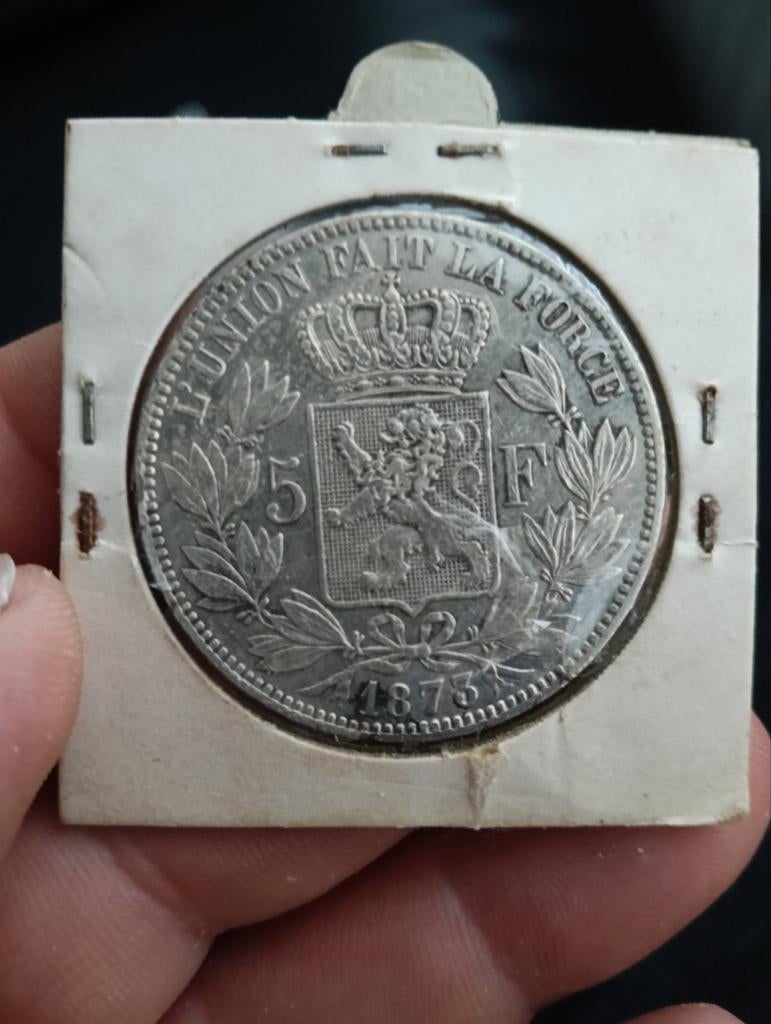 L'UNION FAIT LA FORCE
5 F
1873